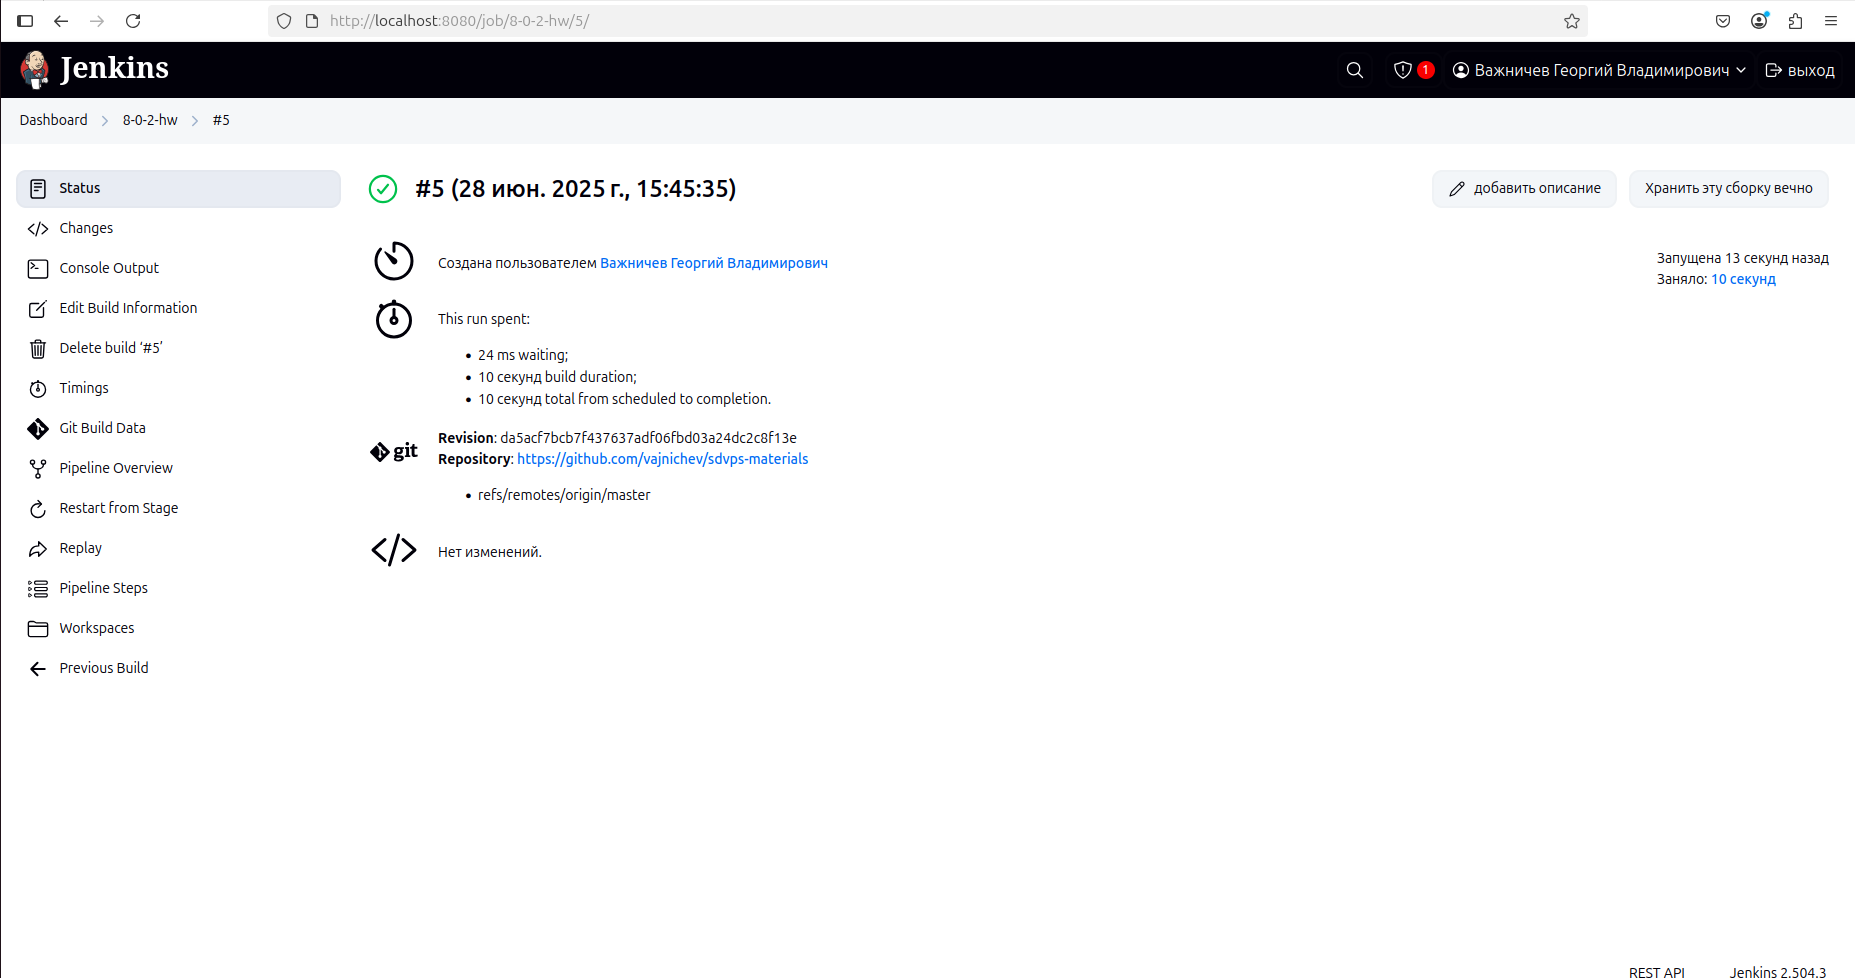 http://localhost:8080/job/8-0-2-hw/5/
Jenkins
1
Важничев Георгий Владимирович
выход
Dashboard
8-0-2-hw
#5
Status
Changes
Console Output
Edit Build Information
Delete build ‘#5’
Timings
Git Build Data
Pipeline Overview
Restart from Stage
Replay
Pipeline Steps
Workspaces
Previous Build
#5 (28 июн. 2025 г., 15:45:35)
добавить описание
Хранить эту сборку вечно
Создана пользователем Важничев Георгий Владимирович
Запущена 13 секунд назад
Заняло: 10 секунд
This run spent:
24 ms waiting;
10 секунд build duration;
10 секунд total from scheduled to completion.
git
Revision: da5acf7bcb7f437637adf06fbd03a24dc2c8f13e
Repository: https://github.com/vajnichev/sdvps-materials
refs/remotes/origin/master
Нет изменений.
REST API
Jenkins 2.504.3